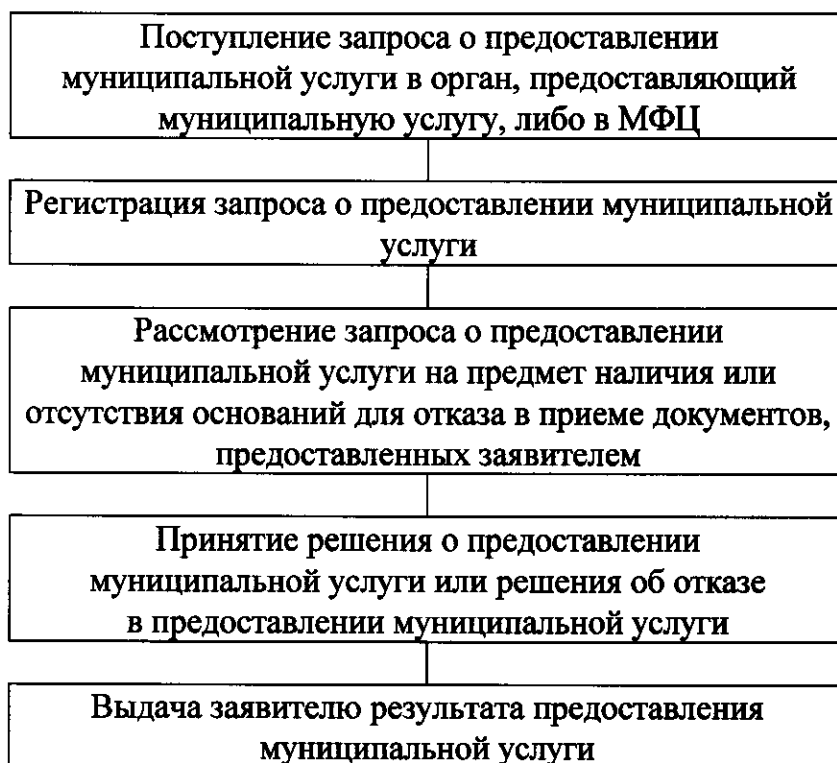 Поступление запроса о предоставлении
муниципальной услуги в орган, предоставляющий
муниципальную услугу, либо в МФЦ
Регистрация запроса о предоставлении муниципальной
услуги
Рассмотрение запроса о предоставлении
муниципальной услуги на предмет наличия или
отсутствия оснований для отказа в приеме документов,
предоставленных заявителем
Принятие решения о предоставлении
муниципальной услуги или решения об отказе
в предоставлении муниципальной услуги
Выдача заявителю результата предоставления
муниципальной услуги